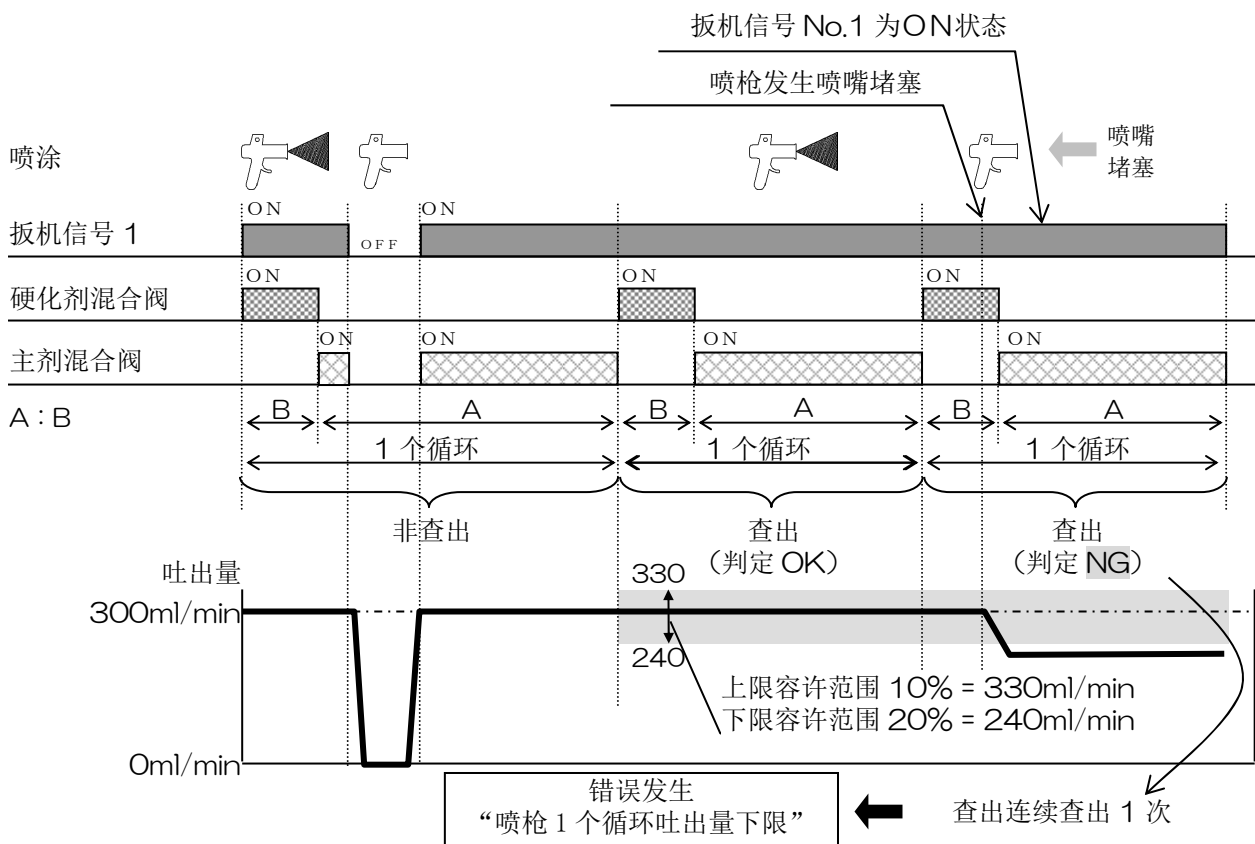 扳机信号 No.1 为ON状态
喷枪发生喷嘴堵塞
喷涂
喷嘴
堵塞
ON
ON
扳机信号 1
OFF
ON
ON
ON
硬化剂混合阀
ON
ON
ON
ON
主剂混合阀
A：B
B
A
B
A
B
A
1 个循环
1 个循环
1 个循环
非查出
查出
（判定 OK）
查出
（判定 NG）
吐出量
330
300ml/min
240
上限容许范围 10% = 330ml/min
下限容许范围 20% = 240ml/min
0ml/min
错误发生
“喷枪 1 个循环吐出量下限”
查出连续查出 1 次